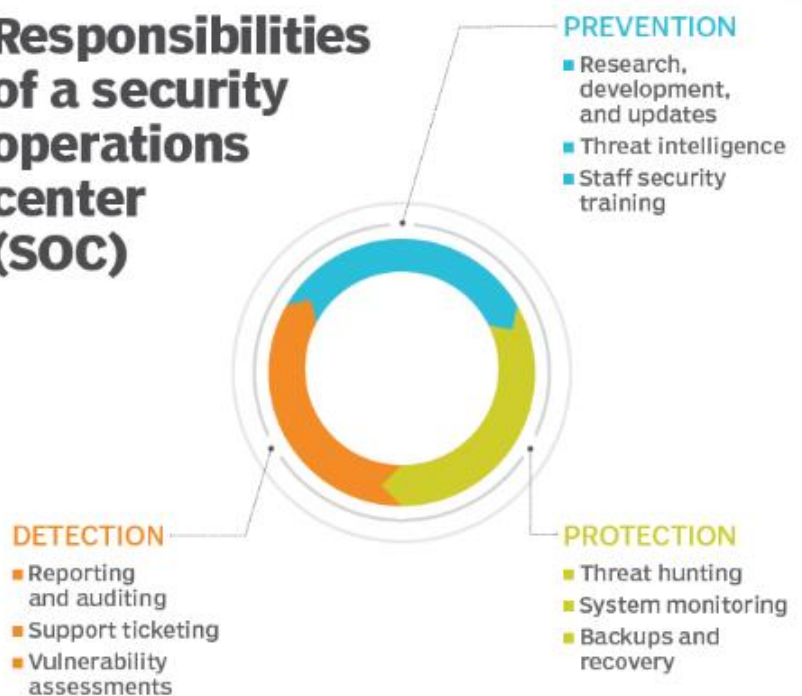 Responsibilities
of a security
operations
center
(SOC)
PREVENTION
Research,
development,
and updates
Threat intelligence
Staff security
training
DETECTION
Reporting
and auditing
Support ticketing
Vulnerability
assessments
PROTECTION
Threat hunting
System monitoring
Backups and
recovery